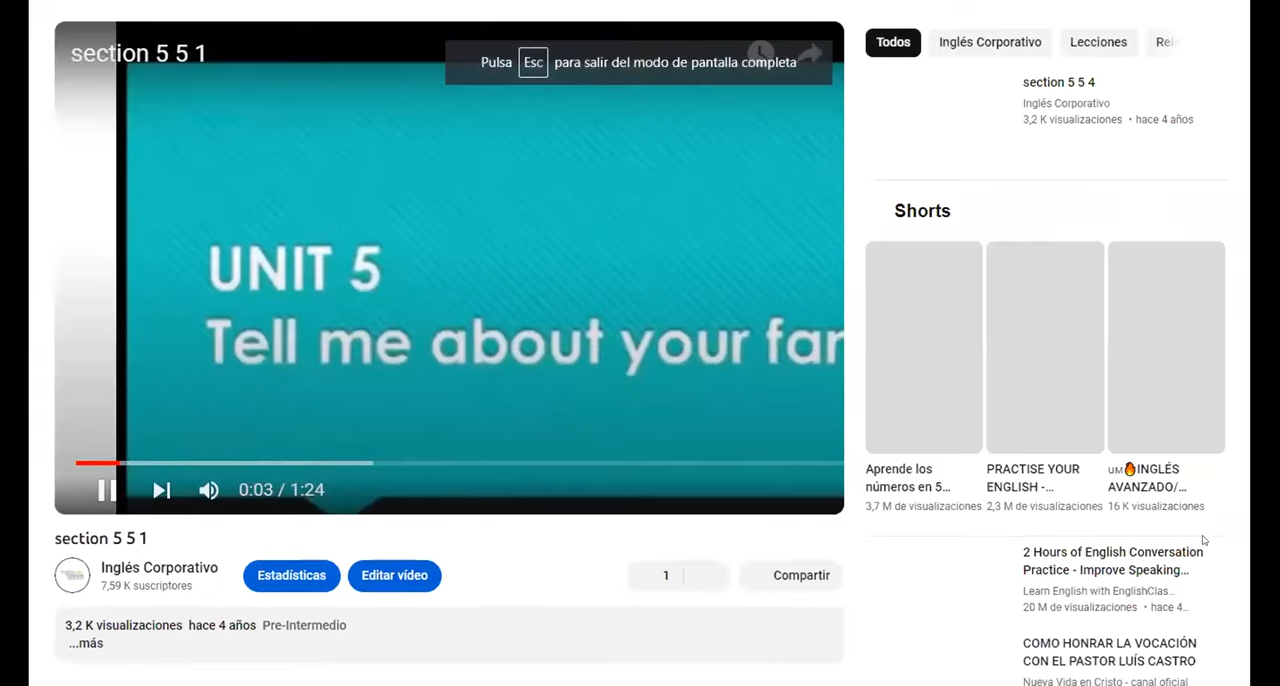 section 5 5 1
Pulsa Esc para salir del modo de pantalla completa
UNIT 5
Tell me about your far
0:03 / 1:24
section 5 5 1
Inglés Corporativo
7,59 K suscriptores
Estadísticas
Editar vídeo
1
Compartir
3,2 K visualizaciones hace 4 años Pre-Intermedio
...más
Todos
Inglés Corporativo
Lecciones
Rel
section 5 5 4
Inglés Corporativo
3,2 K visualizaciones • hace 4 años
Shorts
Aprende los
números en 5...
3,7 M de visualizaciones
PRACTISE YOUR
ENGLISH -...
2,3 M de visualizaciones
UM🔥INGLÉS
AVANZADO/...
16 K visualizaciones
2 Hours of English Conversation
Practice - Improve Speaking...
Learn English with EnglishClas...
20 M de visualizaciones • hace 4...
COMO HONRAR LA VOCACIÓN
CON EL PASTOR LUÍS CASTRO
Nueva Vida en Cristo - canal oficial